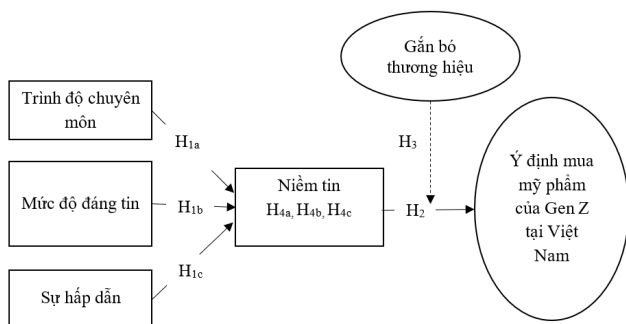 Gắn bó
thương hiệu
Trình độ chuyên
môn
H1a
H3
Mức độ đáng tin
H1b
Niềm tin
H4a, H4b, H4c
H2
Ý định mua
mỹ phẩm
của Gen Z
tại Việt
Nam
H1c
Sự hấp dẫn